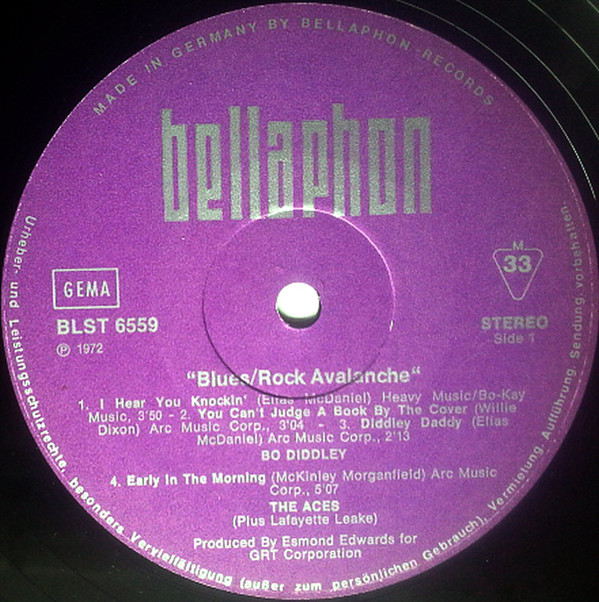 MADE IN GERMANY BY BELLAPHON RECORDS
bellaphon
M
33
GEMA
BLST 6559
℗ 1972
STEREO
Side 1
"Blues/Rock Avalanche"
1. I Hear You Knockin' (Elias McDaniel) Heavy Music/Bo-Kay
Music, 3'50 - 2. You Can't Judge A Book By The Cover (Willie
Dixon) Arc Music Corp., 3'04 - 3. Diddley Daddy (Elias
McDaniel) Arc Music Corp., 2'13
BO DIDDLEY
4. Early In The Morning (McKinley Morganfield) Arc Music
Corp., 5'07
THE ACES
(Plus Lafayette Leake)
Produced By Esmond Edwards for
GRT Corporation
Urheber- und Leistungsschutzrechte, besonders Vervielfältigung (außer zum persönlichen Gebrauch), Vermietung, Aufführung, Sendung, vorbehalten